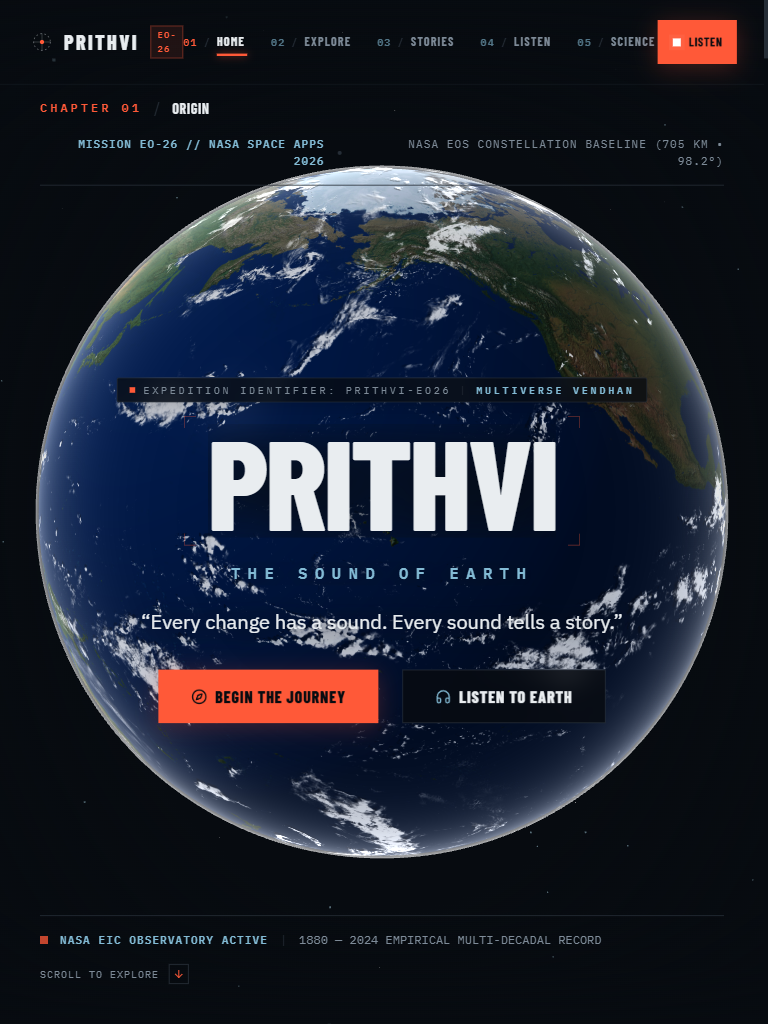 PRITHVI EO-26 01 / HOME 02 / EXPLORE 03 / STORIES 04 / LISTEN 05 / SCIENCE LISTEN
CHAPTER 01 / ORIGIN
MISSION EO-26 // NASA SPACE APPS 2026
NASA EOS CONSTELLATION BASELINE (705 KM • 98.2°)
EXPEDITION IDENTIFIER: PRITHVI-EO26 | MULTIVERSE VENDHAN
PRITHVI
THE SOUND OF EARTH
“Every change has a sound. Every sound tells a story.”
BEGIN THE JOURNEY LISTEN TO EARTH
NASA EIC OBSERVATORY ACTIVE | 1880 — 2024 EMPIRICAL MULTI-DECADAL RECORD
SCROLL TO EXPLORE ↓